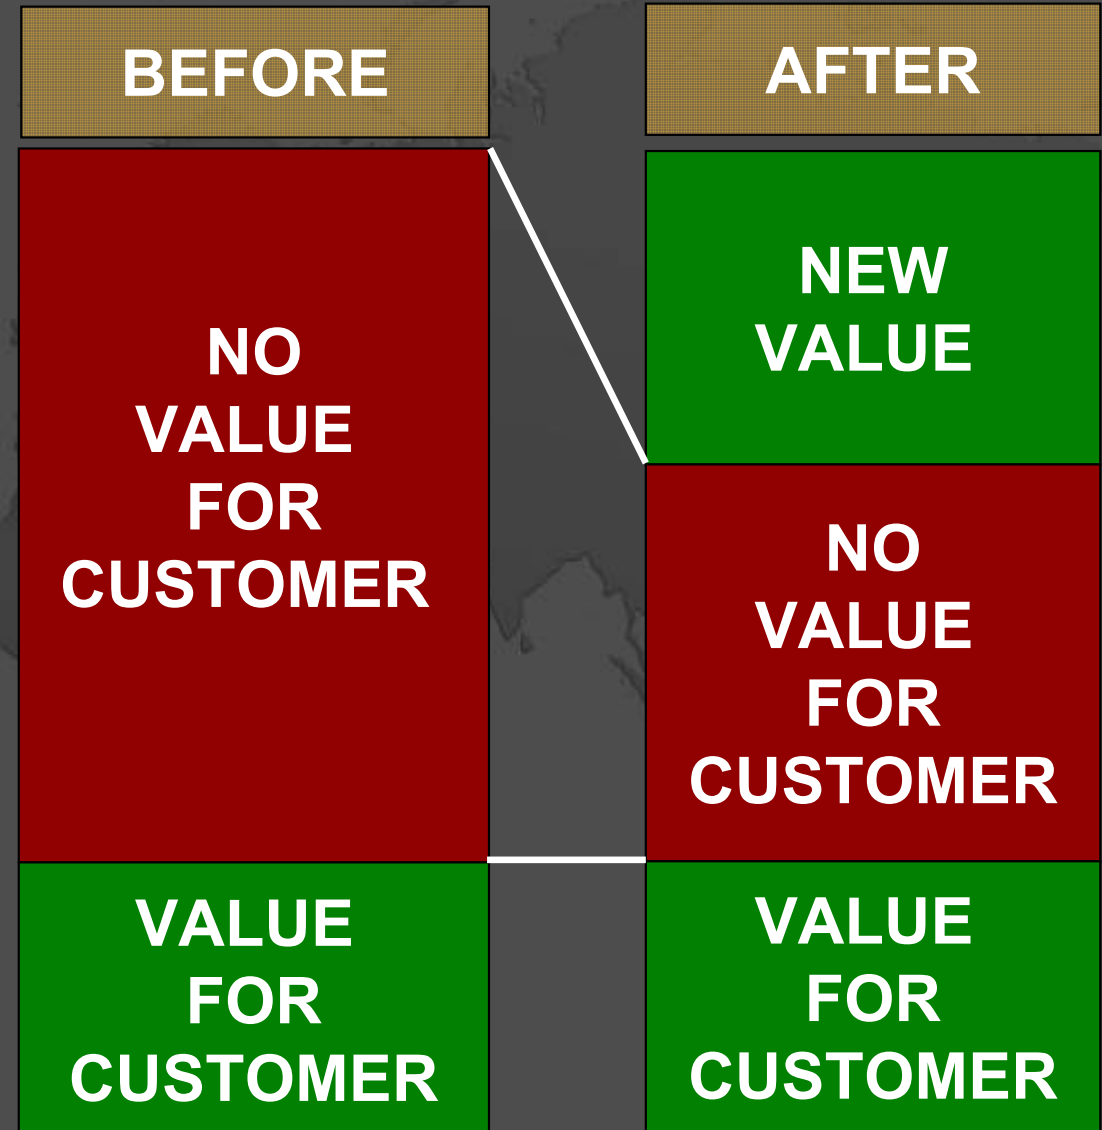 BEFORE
NO
VALUE
FOR
CUSTOMER
VALUE
FOR
CUSTOMER
AFTER
NEW
VALUE
NO
VALUE
FOR
CUSTOMER
VALUE
FOR
CUSTOMER